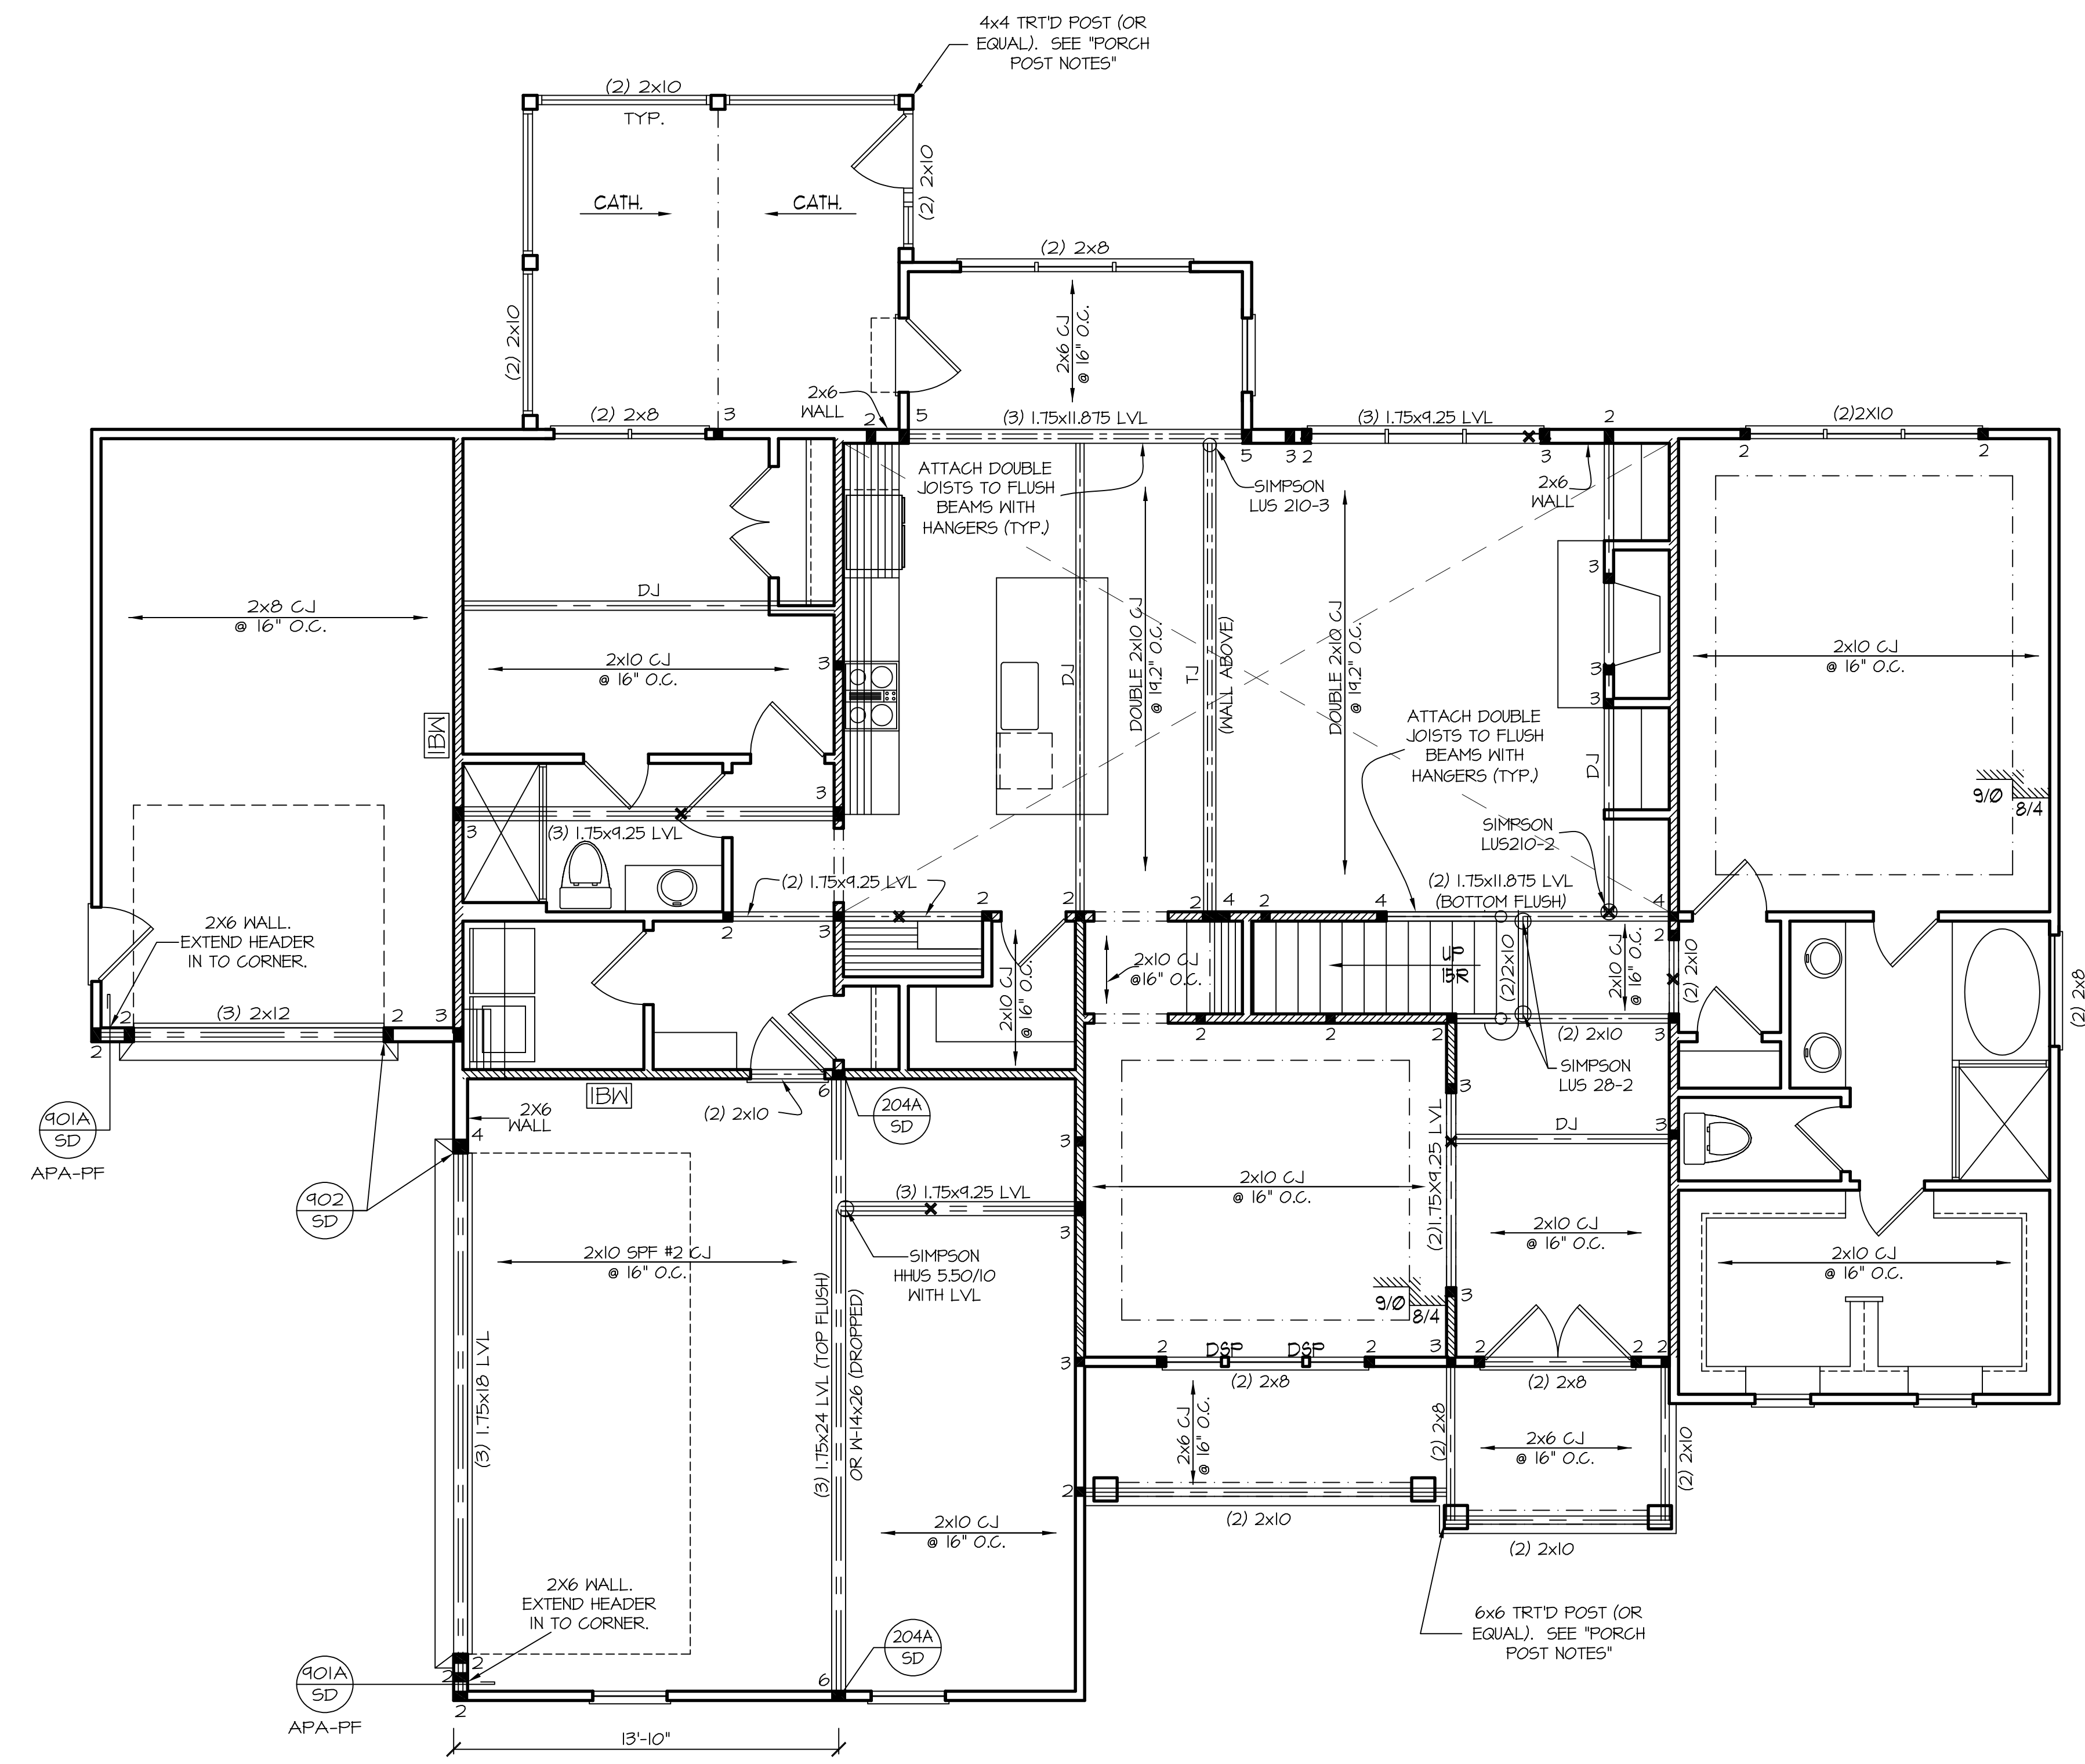 4x4 TRT'D POST (OR
EQUAL). SEE "PORCH
POST NOTES"
(2) 2x10
TYP.
(2) 2x10
CATH.
CATH.
(2) 2x8
(2) 2x10
2x6 CJ
@ 16" O.C.
2x6
WALL
(2) 2x8
3
2
5
(3) 1.75x11.875 LVL
(3) 1.75x9.25 LVL
2
(2)2X10
5
3
2
3
2
2
ATTACH DOUBLE
JOISTS TO FLUSH
BEAMS WITH
HANGERS (TYP.)
SIMPSON
LUS 210-3
2x6
WALL
3
DJ
2x8 CJ
@ 16" O.C.
2x10 CJ
@ 16" O.C.
3
DJ
DOUBLE 2x10 CJ
@ 19.2" O.C.
TJ
(WALL ABOVE)
DOUBLE 2x10 CJ
@ 19.2" O.C.
2x10 CJ
@ 16" O.C.
3
3
IBW
ATTACH DOUBLE
JOISTS TO FLUSH
BEAMS WITH
HANGERS (TYP.)
DJ
9/0
8/4
3
3
(3) 1.75x9.25 LVL
SIMPSON
LUS210-2
(2) 1.75x9.25 LVL
(2) 1.75x11.875 LVL
(BOTTOM FLUSH)
2
2
2
4
2
4
4
2X6 WALL.
EXTEND HEADER
IN TO CORNER.
2
3
2
2x10 CJ
@16" O.C.
UP
15R
(2)2x10
2x10 CJ
@ 16" O.C.
(2) 2x10
2x10 CJ
@ 16" O.C.
(2) 2x8
(3) 2x12
2
2
3
2
2
2
2
(2) 2x10
3
SIMPSON
LUS 28-2
IBW
(2) 2x10
6
204A
SD
3
901A
SD
APA-PF
2X6
WALL
4
3
DJ
3
(2)1.75X9.25 LVL
902
SD
2x10 CJ
@ 16" O.C.
(3) 1.75x9.25 LVL
3
2x10 CJ
@ 16" O.C.
2x10 SPF #2 CJ
@ 16" O.C.
SIMPSON
HHUS 5.50/10
WITH LVL
2x10 CJ
@ 16" O.C.
9/0
8/4
3
(3) 1.75x18 LVL
(3) 1.75x24 LVL (TOP FLUSH)
OR W-14x26 (DROPPED)
3
2
DSP
DSP
2
3
2
2
2
(2) 2x8
(2) 2x8
2x6 CJ
@ 16" O.C.
(2) 2x8
2x6 CJ
@ 16" O.C.
(2) 2x10
2
(2) 2x10
(2) 2x10
2x10 CJ
@ 16" O.C.
2X6 WALL.
EXTEND HEADER
IN TO CORNER.
6x6 TRT'D POST (OR
EQUAL). SEE "PORCH
POST NOTES"
204A
SD
2
2
6
901A
SD
APA-PF
2
13'-10"